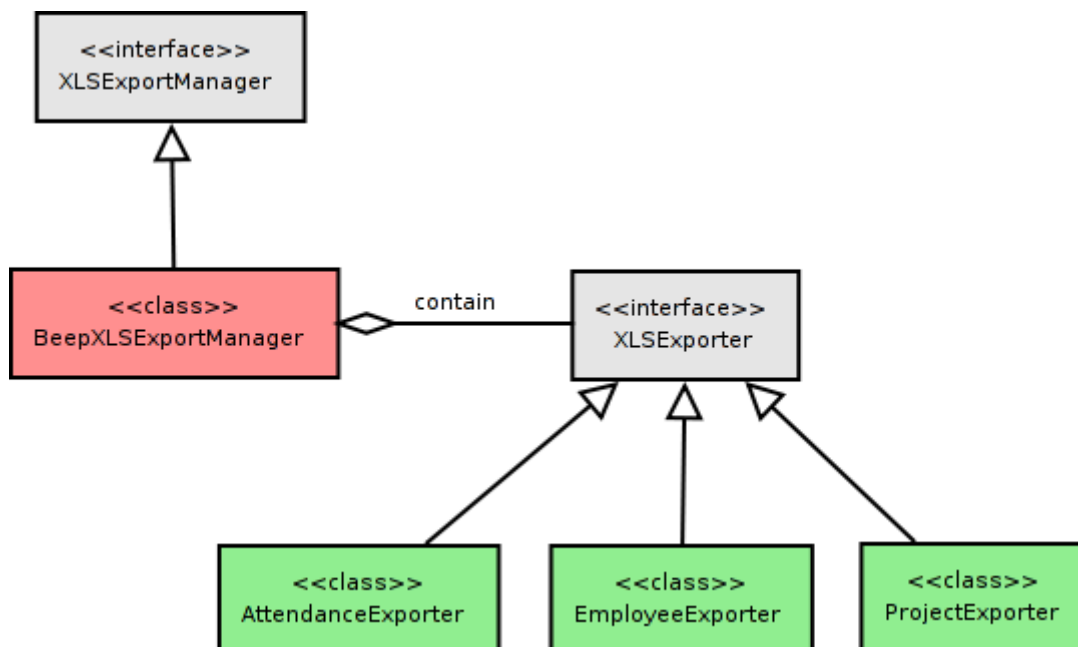 <<interface>>
XLSExportManager
<<class>>
BeepXLSExportManager
contain
<<interface>>
XLSExporter
<<class>>
AttendanceExporter
<<class>>
EmployeeExporter
<<class>>
ProjectExporter